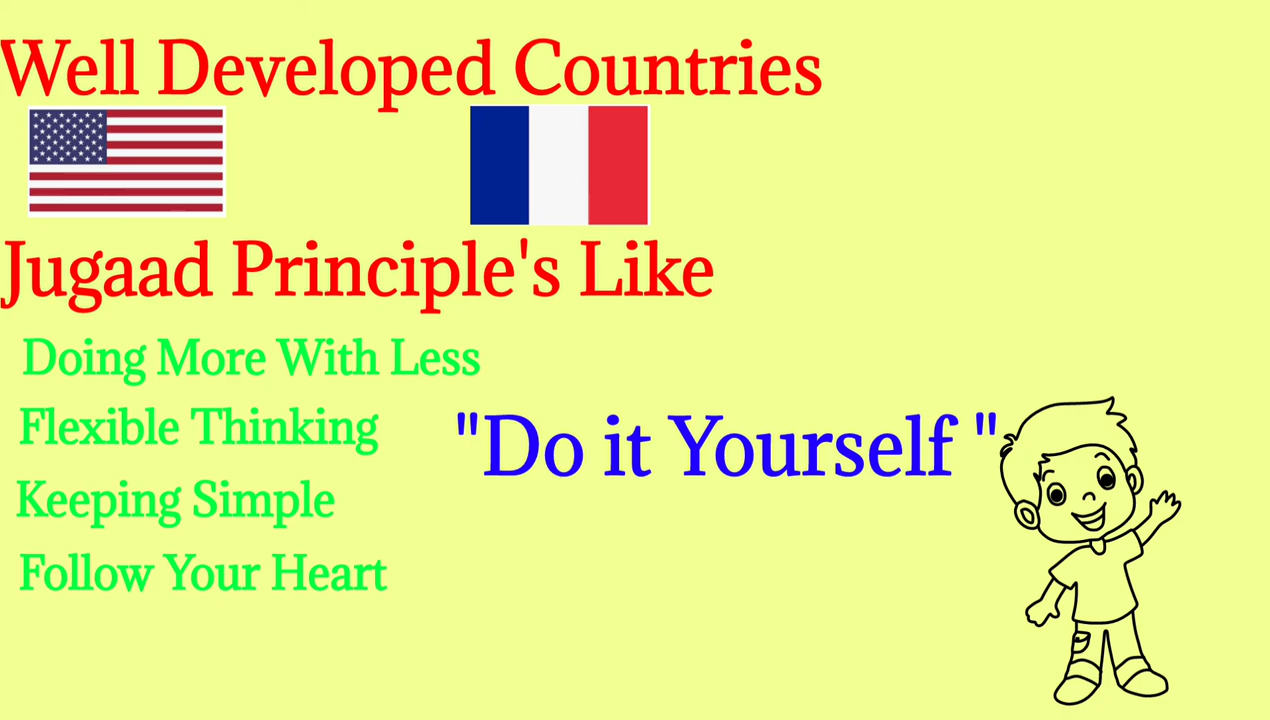 Well Developed Countries
Jugaad Principle's Like
Doing More With Less
Flexible Thinking
"Do it Yourself "
Keeping Simple
Follow Your Heart